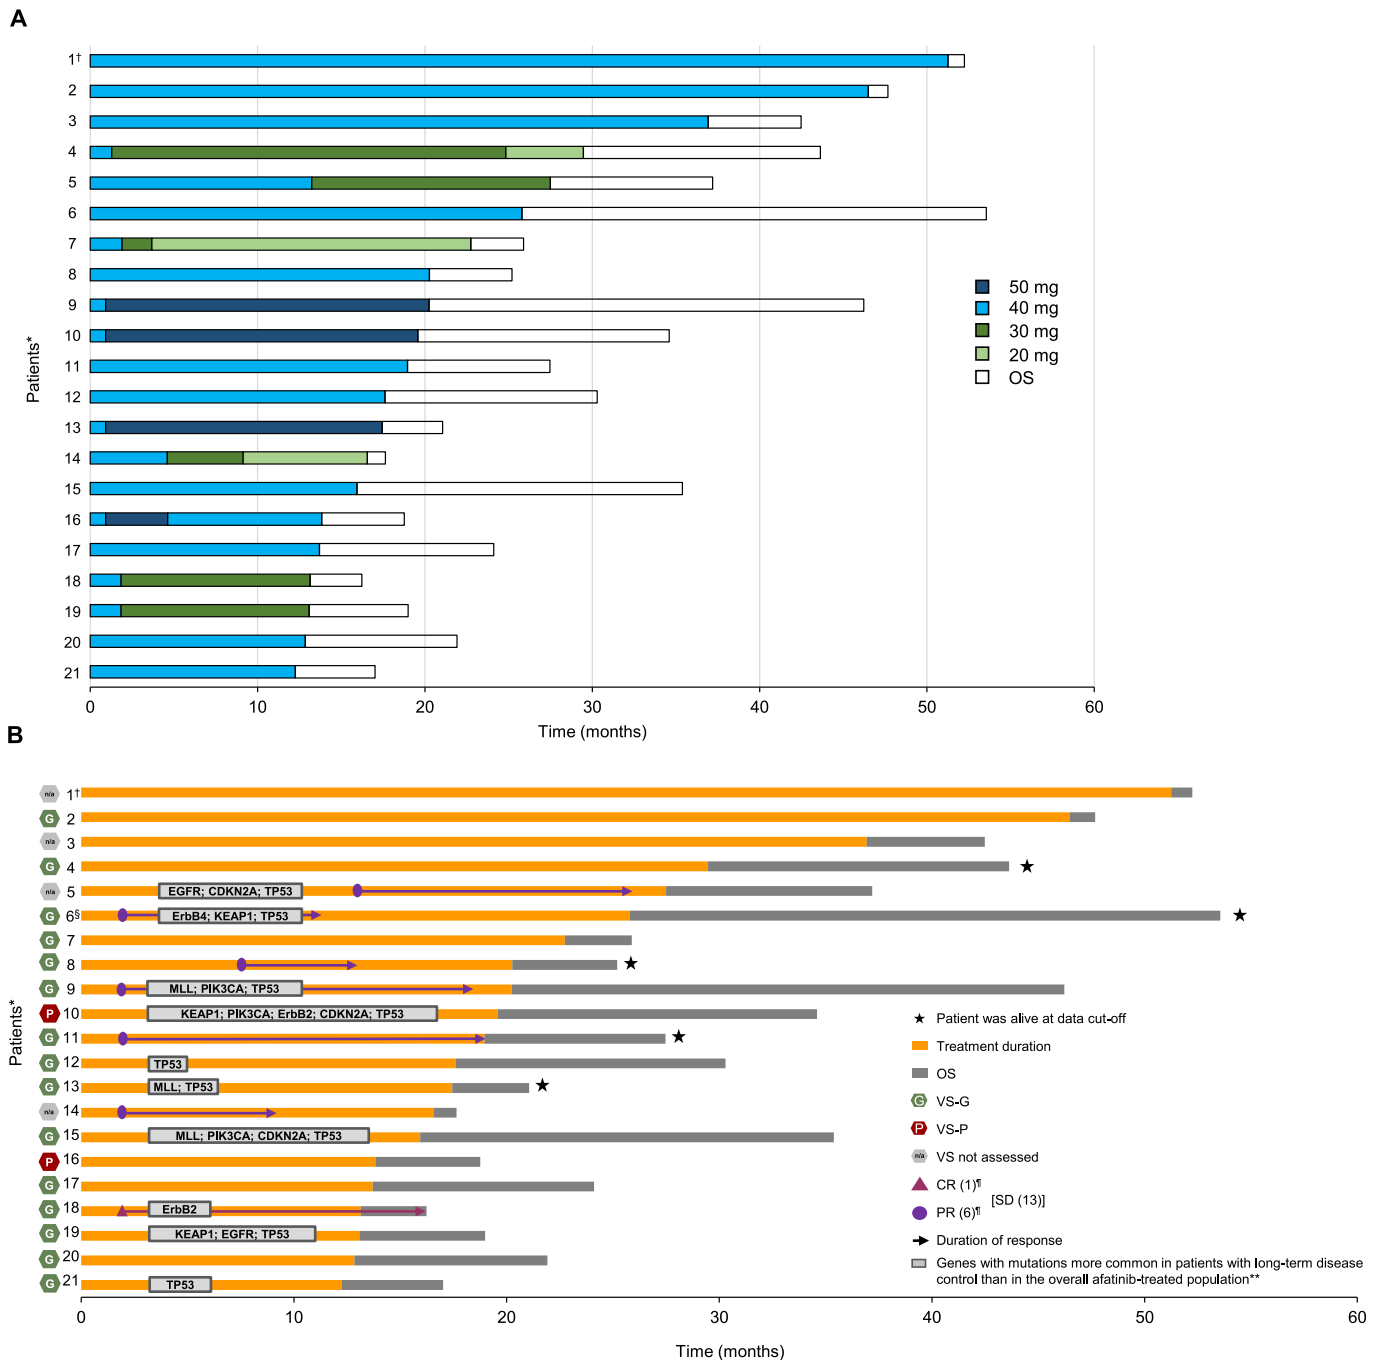 A
1†
2
3
4
5
6
7
8
9
10
11
12
13
14
15
16
17
18
19
20
21
Patients*
50 mg
40 mg
30 mg
20 mg
OS
0 10 20 30 40 50 60
Time (months)
B
n/a 1†
G 2
n/a 3
G 4
n/a 5 EGFR; CDKN2A; TP53
G 6§ ErbB4; KEAP1; TP53
G 7
G 8
G 9 MLL; PIK3CA; TP53
P 10 KEAP1; PIK3CA; ErbB2; CDKN2A; TP53
G 11
G 12 TP53
G 13 MLL; TP53
n/a 14
G 15 MLL; PIK3CA; CDKN2A; TP53
P 16
G 17
G 18 ErbB2
G 19 KEAP1; EGFR; TP53
G 20
G 21 TP53
Patients*
Patient was alive at data cut-off
Treatment duration
OS
G VS-G
P VS-P
n/a VS not assessed
CR (1)¶
[SD (13)]
PR (6)¶
Duration of response
Genes with mutations more common in patients with long-term disease
control than in the overall afatinib-treated population**
0 10 20 30 40 50 60
Time (months)